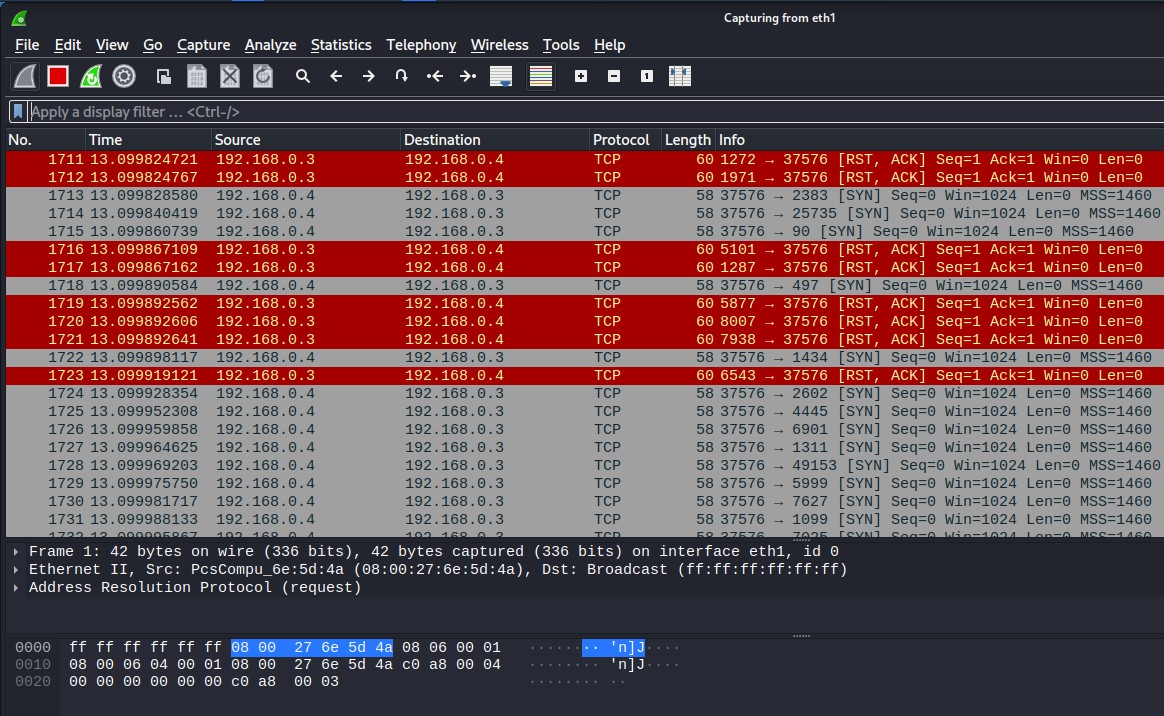 Capturing from eth1
File Edit View Go Capture Analyze Statistics Telephony Wireless Tools Help
Apply a display filter … <Ctrl-/>
No. Time Source Destination Protocol Length Info
1711 13.099824721 192.168.0.3 192.168.0.4 TCP 60 1272 → 37576 [RST, ACK] Seq=1 Ack=1 Win=0 Len=0
1712 13.099824767 192.168.0.3 192.168.0.4 TCP 60 1971 → 37576 [RST, ACK] Seq=1 Ack=1 Win=0 Len=0
1713 13.099828580 192.168.0.4 192.168.0.3 TCP 58 37576 → 2383 [SYN] Seq=0 Win=1024 Len=0 MSS=1460
1714 13.099840419 192.168.0.4 192.168.0.3 TCP 58 37576 → 25735 [SYN] Seq=0 Win=1024 Len=0 MSS=1460
1715 13.099860739 192.168.0.4 192.168.0.3 TCP 58 37576 → 90 [SYN] Seq=0 Win=1024 Len=0 MSS=1460
1716 13.099867109 192.168.0.3 192.168.0.4 TCP 60 5101 → 37576 [RST, ACK] Seq=1 Ack=1 Win=0 Len=0
1717 13.099867162 192.168.0.3 192.168.0.4 TCP 60 1287 → 37576 [RST, ACK] Seq=1 Ack=1 Win=0 Len=0
1718 13.099890584 192.168.0.4 192.168.0.3 TCP 58 37576 → 497 [SYN] Seq=0 Win=1024 Len=0 MSS=1460
1719 13.099892562 192.168.0.3 192.168.0.4 TCP 60 5877 → 37576 [RST, ACK] Seq=1 Ack=1 Win=0 Len=0
1720 13.099892606 192.168.0.3 192.168.0.4 TCP 60 8007 → 37576 [RST, ACK] Seq=1 Ack=1 Win=0 Len=0
1721 13.099892641 192.168.0.3 192.168.0.4 TCP 60 7938 → 37576 [RST, ACK] Seq=1 Ack=1 Win=0 Len=0
1722 13.099898117 192.168.0.4 192.168.0.3 TCP 58 37576 → 1434 [SYN] Seq=0 Win=1024 Len=0 MSS=1460
1723 13.099919121 192.168.0.3 192.168.0.4 TCP 60 6543 → 37576 [RST, ACK] Seq=1 Ack=1 Win=0 Len=0
1724 13.099928354 192.168.0.4 192.168.0.3 TCP 58 37576 → 2602 [SYN] Seq=0 Win=1024 Len=0 MSS=1460
1725 13.099952308 192.168.0.4 192.168.0.3 TCP 58 37576 → 4445 [SYN] Seq=0 Win=1024 Len=0 MSS=1460
1726 13.099959858 192.168.0.4 192.168.0.3 TCP 58 37576 → 6901 [SYN] Seq=0 Win=1024 Len=0 MSS=1460
1727 13.099964625 192.168.0.4 192.168.0.3 TCP 58 37576 → 1311 [SYN] Seq=0 Win=1024 Len=0 MSS=1460
1728 13.099969203 192.168.0.4 192.168.0.3 TCP 58 37576 → 49153 [SYN] Seq=0 Win=1024 Len=0 MSS=1460
1729 13.099975750 192.168.0.4 192.168.0.3 TCP 58 37576 → 5999 [SYN] Seq=0 Win=1024 Len=0 MSS=1460
1730 13.099981717 192.168.0.4 192.168.0.3 TCP 58 37576 → 7627 [SYN] Seq=0 Win=1024 Len=0 MSS=1460
1731 13.099988133 192.168.0.4 192.168.0.3 TCP 58 37576 → 1099 [SYN] Seq=0 Win=1024 Len=0 MSS=1460
Frame 1: 42 bytes on wire (336 bits), 42 bytes captured (336 bits) on interface eth1, id 0
Ethernet II, Src: PcsCompu_6e:5d:4a (08:00:27:6e:5d:4a), Dst: Broadcast (ff:ff:ff:ff:ff:ff)
Address Resolution Protocol (request)
0000 ff ff ff ff ff ff 08 00 27 6e 5d 4a 08 06 00 01 ········ 'n]J····
0010 08 00 06 04 00 01 08 00 27 6e 5d 4a c0 a8 00 04 ········ 'n]J····
0020 00 00 00 00 00 00 c0 a8 00 03 ········ ··